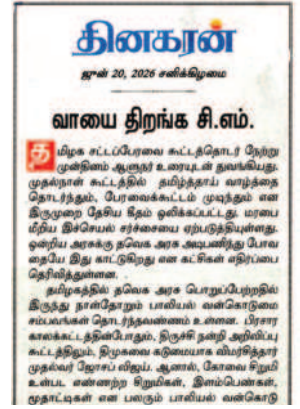 தினகரன்
ஜுன் 20, 2026 சனிக்கிழமை
வாயை திறங்க சி.எம்.
தமிழக சட்டப்பேரவை கூட்டத்தொடர் நேற்று
முன்தினம் ஆளுநர் உரையுடன் துவங்கியது.
முதல்நாள் கூட்டத்தில் தமிழ்த்தாய் வாழ்த்தை
தொடர்ந்தும், பேரவைக்கூட்டம் முடிந்தும் என
இருமுறை தேசிய கீதம் ஒலிக்கப்பட்டது. மரபை
மீறிய இச்செயல் சர்ச்சையை ஏற்படுத்தியுள்ளது.
ஒன்றிய அரசுக்கு தவெக அரசு அடிபணிந்து போவ
தையே இது காட்டுகிறது என கட்சிகள் எதிர்ப்பை
தெரிவித்துள்ளன.
தமிழகத்தில் தவெக அரசு பொறுப்பேற்றதில்
இருந்து நாள்தோறும் பாலியல் வன்கொடுமை
சம்பவங்கள் தொடர்ந்தவண்ணம் உள்ளன. பிரசார
காலக்கட்டத்தின்போதும், திருச்சி நன்றி அறிவிப்பு
கூட்டத்திலும், திமுகவை கடுமையாக விமர்சித்தார்
முதல்வர் ஜோசப் விஜய். ஆனால், கோவை சிறுமி
உள்பட எண்ணற்ற சிறுமிகள், இளம்பெண்கள்,
மூதாட்டிகள் என பலரும் பாலியல் வன்கொடு